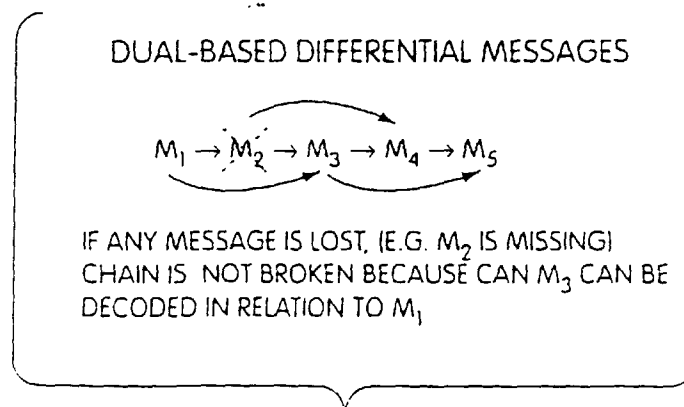 DUAL-BASED DIFFERENTIAL MESSAGES
M₁ → M₂ → M₃ → M₄ → M₅
IF ANY MESSAGE IS LOST, (E.G. M₂ IS MISSING)
CHAIN IS NOT BROKEN BECAUSE CAN M₃ CAN BE
DECODED IN RELATION TO M₁